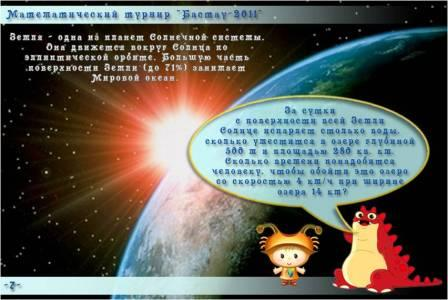 Математический турнир "Бастау-2011"
Земля - одна из планет Солнечной системы.
Она движется вокруг Солнца по
эллиптической орбите. Большую часть
поверхности Земли (до 71%) занимает
Мировой океан.
За сутки
с поверхности всей Земли
Солнце испаряет столько воды,
сколько уместится в озере глубиной
500 м и площадью 280 кв. км.
Сколько времени понадобится
человеку, чтобы обойти это озеро
со скоростью 4 км/ч при ширине
озера 14 км?
-7-